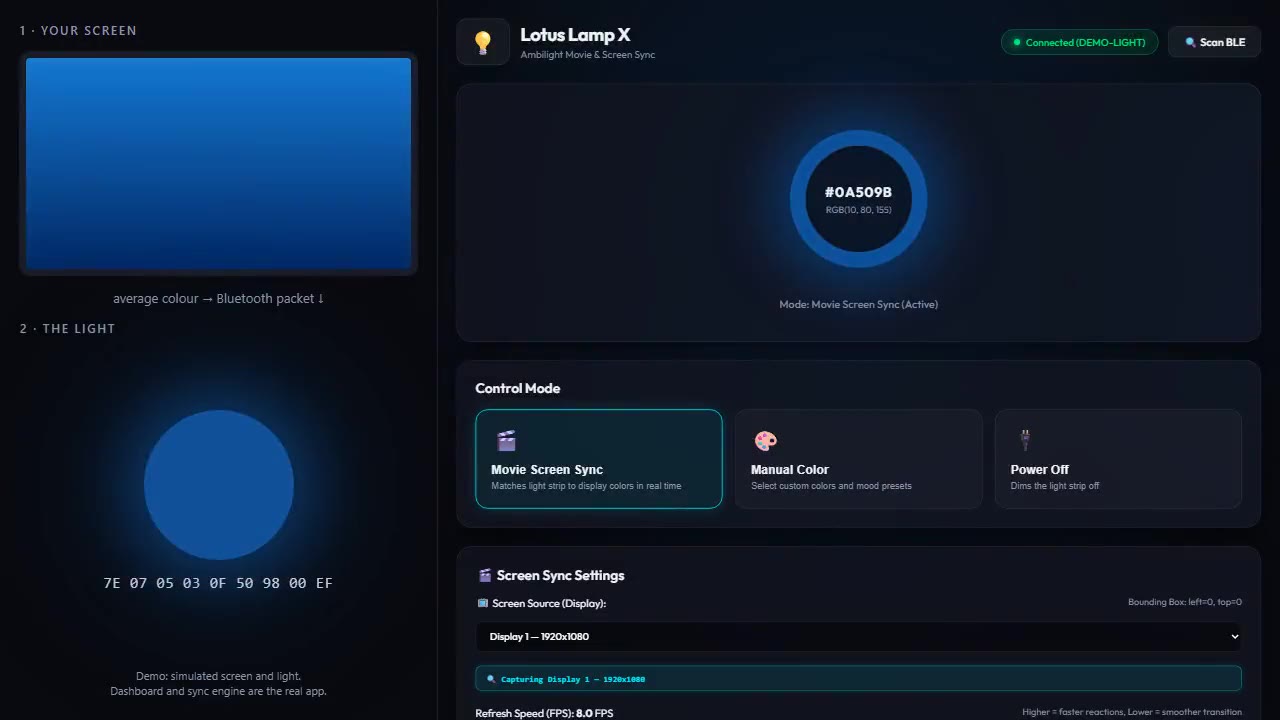 1 · YOUR SCREEN
average colour → Bluetooth packet ↓
2 · THE LIGHT
7E 07 05 03 0F 50 98 00 EF
Demo: simulated screen and light.
Dashboard and sync engine are the real app.
Lotus Lamp X
Ambilight Movie & Screen Sync
Connected (DEMO-LIGHT)
Scan BLE
#0A509B
RGB(10, 80, 155)
Mode: Movie Screen Sync (Active)
Control Mode
Movie Screen Sync
Matches light strip to display colors in real time
Manual Color
Select custom colors and mood presets
Power Off
Dims the light strip off
Screen Sync Settings
Screen Source (Display):
Bounding Box: left=0, top=0
Display 1 — 1920x1080
Capturing Display 1 — 1920x1080
Refresh Speed (FPS): 8.0 FPS
Higher = faster reactions, Lower = smoother transition